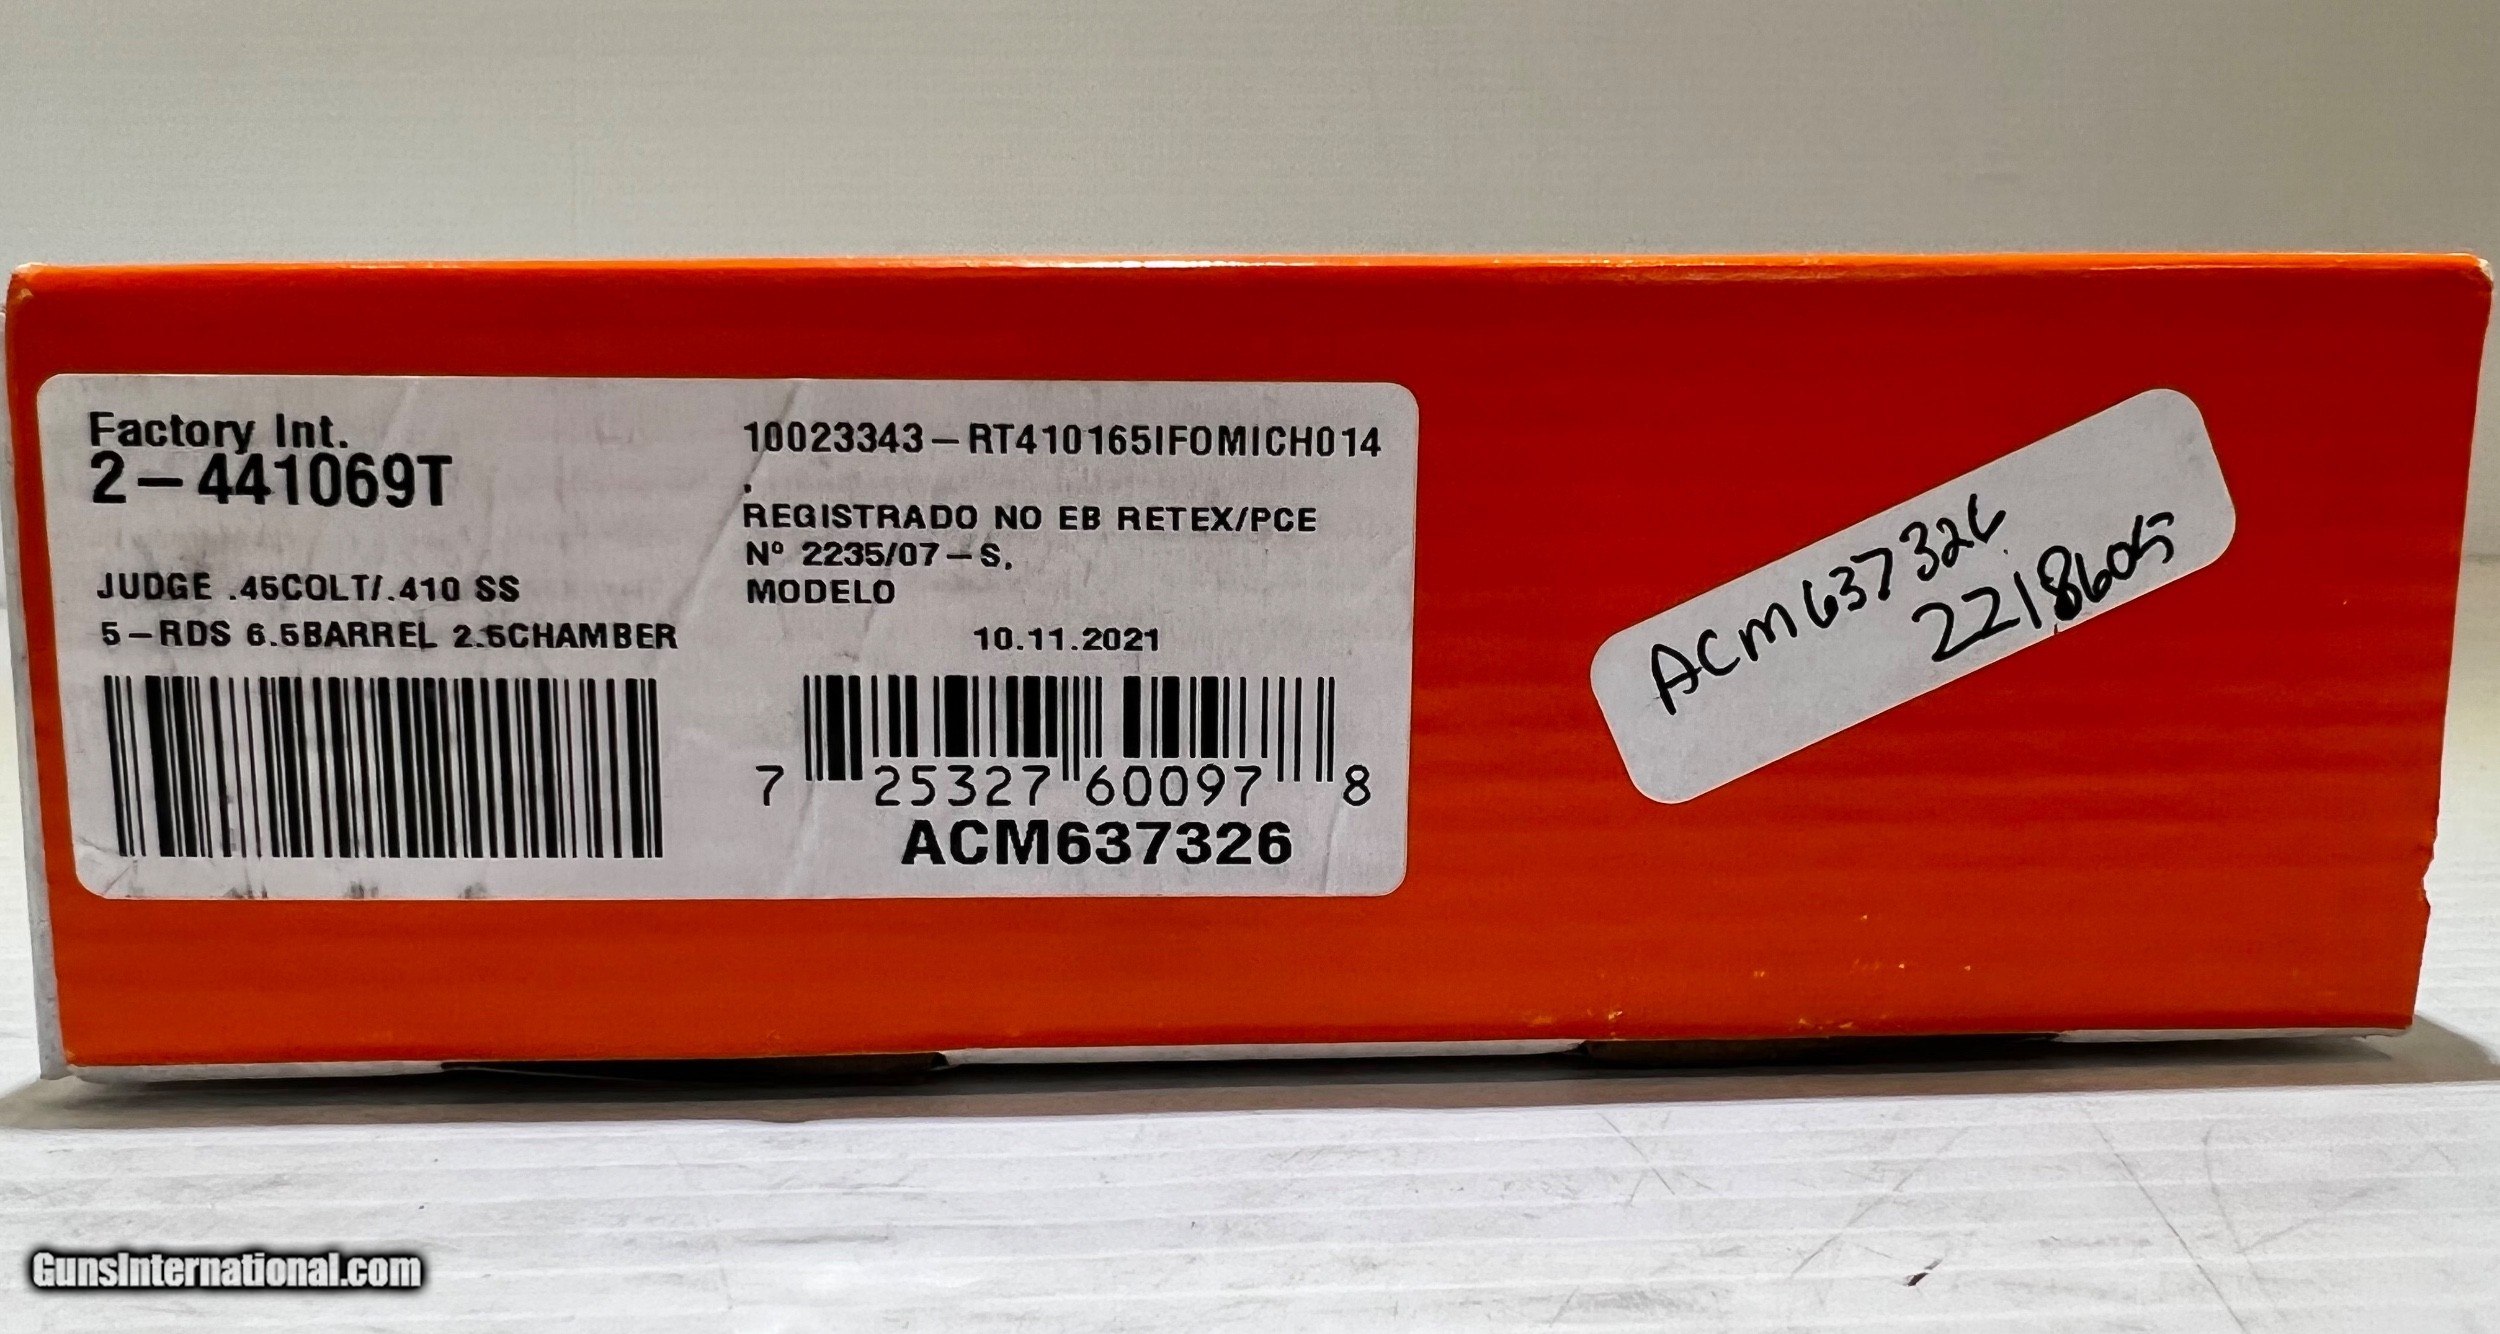 Factory Int.
2-441069T
JUDGE .45COLT/.410 SS
5-RDS 6.5BARREL 2.5CHAMBER
10023343-RT410165IFOMICH014
.
REGISTRADO NO EB RETEX/PCE
Nº 2235/07-S.
MODELO
10.11.2021
7 25327 60097 8
ACM637326
ACM637326
2218605
GunsInternational.com